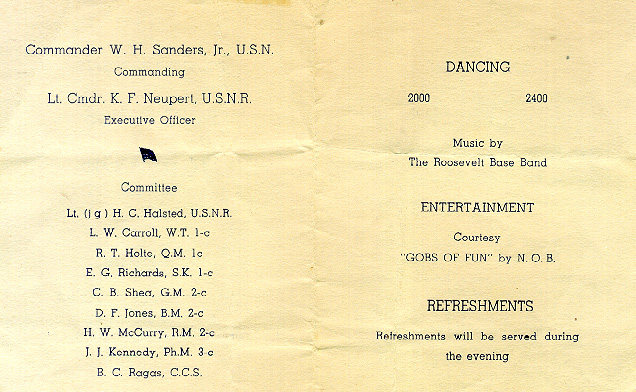 Commander W. H. Sanders, Jr., U.S.N.
Commanding
Lt. Cmdr. K. F. Neupert, U.S.N.R.
Executive Officer
Committee
Lt. (j g) H. C. Halsted, U.S.N.R.
L. W. Carroll, W.T. 1-c
R. T. Holte, Q.M. 1c
E. G. Richards, S.K. 1-c
C. B. Shea, G.M. 2-c
D. F. Jones, B.M. 2-c
H. W. McCurry, R.M. 2-c
J. J. Kennedy, Ph.M. 3-c
B. C. Ragas, C.C.S.
DANCING
2000 2400
Music by
The Roosevelt Base Band
ENTERTAINMENT
Courtesy
"GOBS OF FUN" by N. O. B.
REFRESHMENTS
Refreshments will be served during
the evening